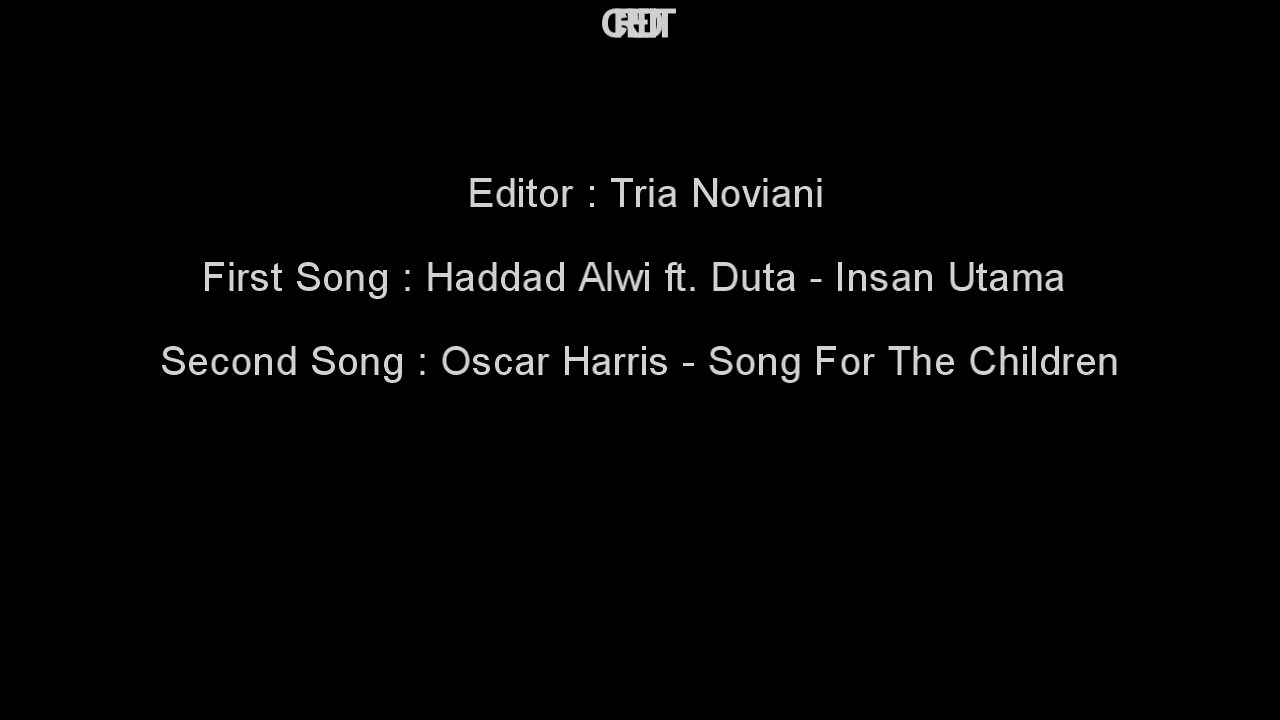 CREDIT
Editor : Tria Noviani
First Song : Haddad Alwi ft. Duta - Insan Utama
Second Song : Oscar Harris - Song For The Children